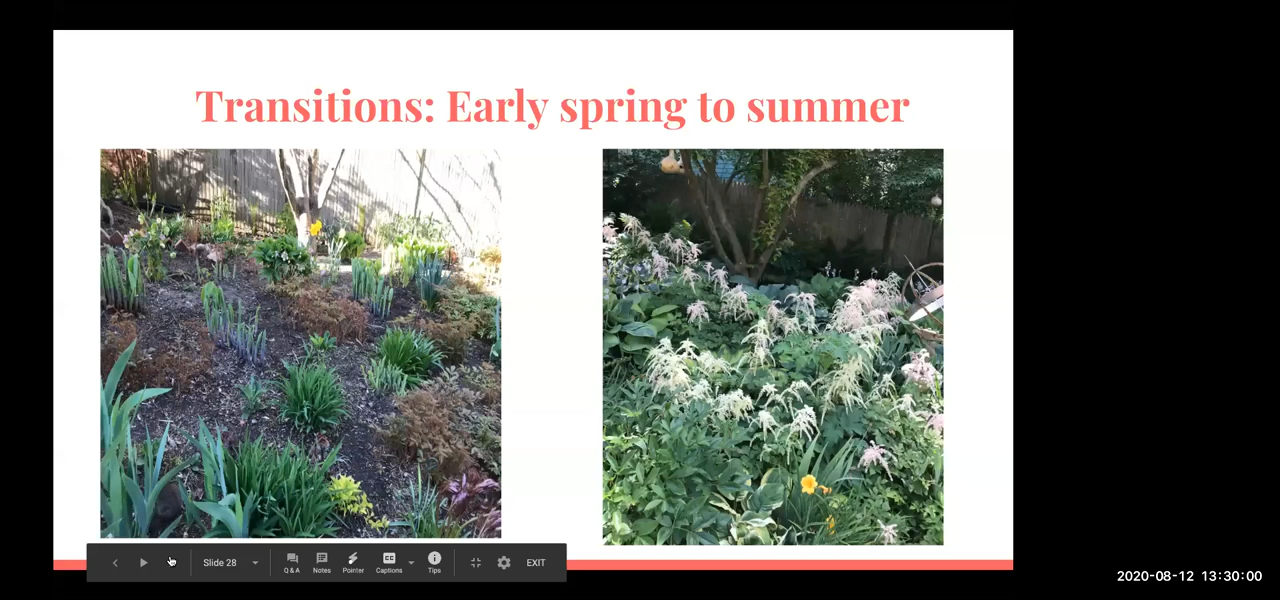 Transitions: Early spring to summer
Slide 28
Q & A
Notes
Pointer
Captions
Tips
EXIT
2020-08-12 13:30:00